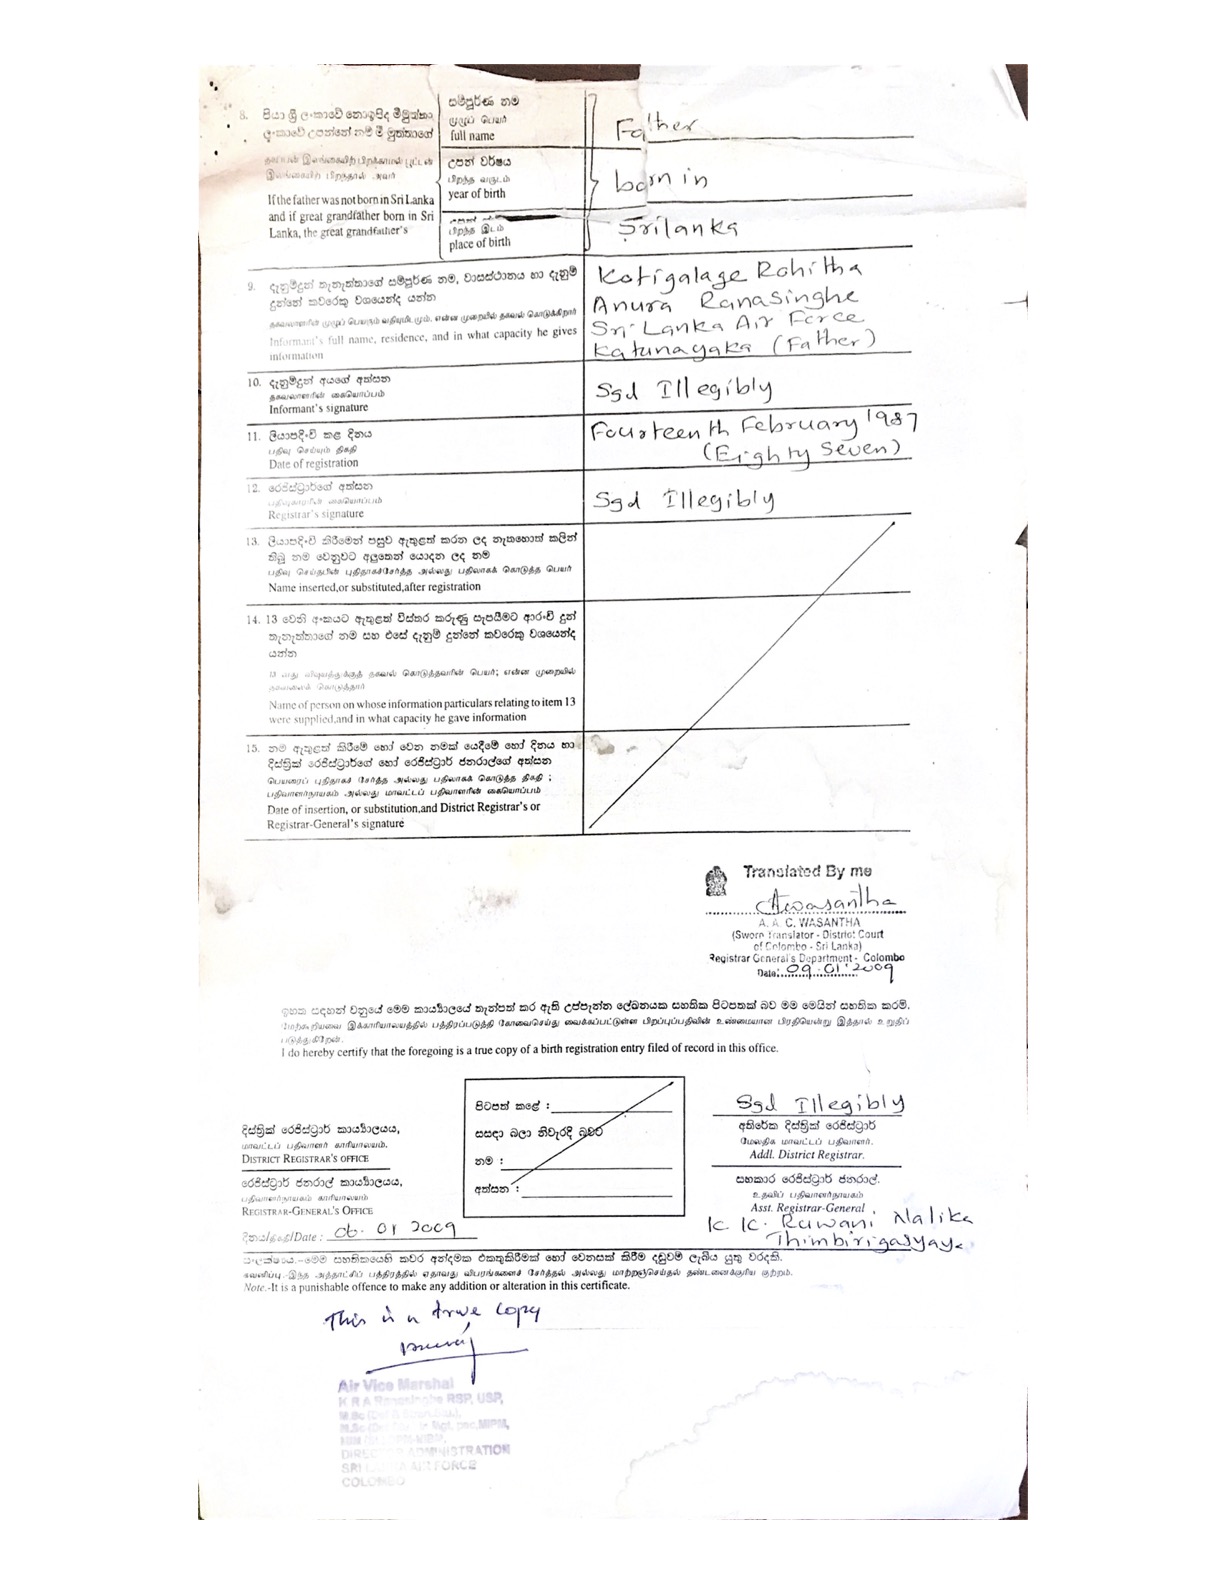 8. පියා ශ්‍රී ලංකාවේ නොඉපිද මීමුත්තා
ලංකාවේ උපන්නේ නම් මී මුත්තාගේ
தகப்பன் இலங்கையிற் பிறக்காமல் பூட்டன்
இலங்கையிற் பிறந்தால் அவர்
If the father was not born in Sri Lanka
and if great grandfather born in Sri
Lanka, the great grandfather's
සම්පූර්ණ නම
முழுப் பெயர்
full name
Father
උපන් වර්ෂය
பிறந்த வருடம்
year of birth
born in
பிறந்த இடம்
place of birth
Srilanka
9. දැනුම්දුන් තැනැත්තාගේ සම්පූර්ණ නම, වාසස්ථානය හා දැනුම්
දුන්නේ කවරෙකු වශයෙන්ද යන්න
தகவலாளரின் முழுப் பெயரும் வதிவுமிடமும், என்ன முறையில் தகவல் கொடுக்கிறார்
Informant's full name, residence, and in what capacity he gives
information
Kotigalage Rohitha
Anura Ranasinghe
Sri Lanka Air Force
Katunayaka (Father)
10. දැනුම්දුන් අයගේ අත්සන
தகவலாளரின் கையொப்பம்
Informant's signature
Sgd Illegibly
11. ලියාපදිංචි කළ දිනය
பதிவு செய்யும் திகதி
Date of registration
Fourteenth February 1987
(Eighty Seven)
12. රෙජිස්ට්‍රාර්ගේ අත්සන
பதிவுகாரரின் கையொப்பம்
Registrar's signature
Sgd Illegibly
13. ලියාපදිංචි කිරීමෙන් පසුව ඇතුළත් කරන ලද නැතහොත් කලින්
තිබූ නම වෙනුවට අලුතෙන් යොදන ලද නම
பதிவு செய்தபின் புதிதாகச்சேர்த்த அல்லது பதிலாகக் கொடுத்த பெயர்
Name inserted,or substituted,after registration
14. 13 වෙනි අංකයට ඇතුළත් විස්තර කරුණු සැපයීමට ආරංචි දුන්
තැනැත්තාගේ නම සහ එසේ දැනුම් දුන්නේ කවරෙකු වශයෙන්ද
යන්න
13 வது விடயத்துக்குத் தகவல் கொடுத்தவரின் பெயர்; என்ன முறையில்
தகவலைக் கொடுத்தார்
Name of person on whose information particulars relating to item 13
were supplied,and in what capacity he gave information
15. නම ඇතුළත් කිරීමේ හෝ වෙන නමක් යෙදීමේ හෝ දිනය හා
දිස්ත්‍රික් රෙජිස්ට්‍රාර්ගේ හෝ රෙජිස්ට්‍රාර් ජනරාල්ගේ අත්සන
பெயரைப் புதிதாகச் சேர்த்த அல்லது பதிலாகக் கொடுத்த திகதி ;
பதிவாளர்நாயகம் அல்லது மாவட்டப் பதிவாளரின் கையொப்பம்
Date of insertion, or substitution,and District Registrar's or
Registrar-General's signature
Translated By me
A. A. C. WASANTHA
(Sworn Translator - District Court
of Colombo - Sri Lanka)
Registrar General's Department - Colombo
Date: 09.01.2009
ඉහත සඳහන් වනුයේ මෙම කාර්යාලයේ තැන්පත් කර ඇති උප්පැන්න ලේඛනයක සහතික පිටපතක් බව මම මෙයින් සහතික කරමි.
மேற்கூறியவை இக்காரியாலயத்தில் பத்திரப்படுத்தி கோவைசெய்து வைக்கப்பட்டுள்ள பிறப்புப்பதிவின் உண்மையான பிரதியென்று இத்தால் உறுதிப்
படுத்துகிறேன்.
I do hereby certify that the foregoing is a true copy of a birth registration entry filed of record in this office.
දිස්ත්‍රික් රෙජිස්ට්‍රාර් කාර්යාලය,
மாவட்டப் பதிவாளர் காரியாலயம்.
DISTRICT REGISTRAR'S OFFICE
රෙජිස්ට්‍රාර් ජනරාල් කාර්යාලය,
பதிவாளர்நாயகம் காரியாலயம்
REGISTRAR-GENERAL'S OFFICE
දිනය/திகதி/Date : 06.01 2009
පිටපත් කළේ :
සසඳා බලා නිවැරදි බවට
නම :
අත්සන :
Sgd Illegibly
අතිරේක දිස්ත්‍රික් රෙජිස්ට්‍රාර්
மேலதிக மாவட்டப் பதிவாளர்.
Addl. District Registrar.
සහකාර රෙජිස්ට්‍රාර් ජනරාල්.
உதவிப் பதிவாளர்நாயகம்
Asst. Registrar-General
K. K. Ruwani Nalika
Thimbirigasyaya
සැලකියයුතු.–මෙම සහතිකයෙහි කවර අන්දමක එකතුකිරීමක් හෝ වෙනසක් කිරීම දඬුවම් ලැබිය යුතු වරදකි.
கவனிப்பு.–இந்த அத்தாட்சிப் பத்திரத்தில் ஏதாவது விபரங்களைச் சேர்த்தல் அல்லது மாற்றஞ்செய்தல் தண்டனைக்குரிய குற்றம்.
Note.-It is a punishable offence to make any addition or alteration in this certificate.
This is a true copy
Air Vice Marshal
K R A Ranasinghe RSP, USP,
DIRECTOR ADMINISTRATION
SRI LANKA AIR FORCE
COLOMBO